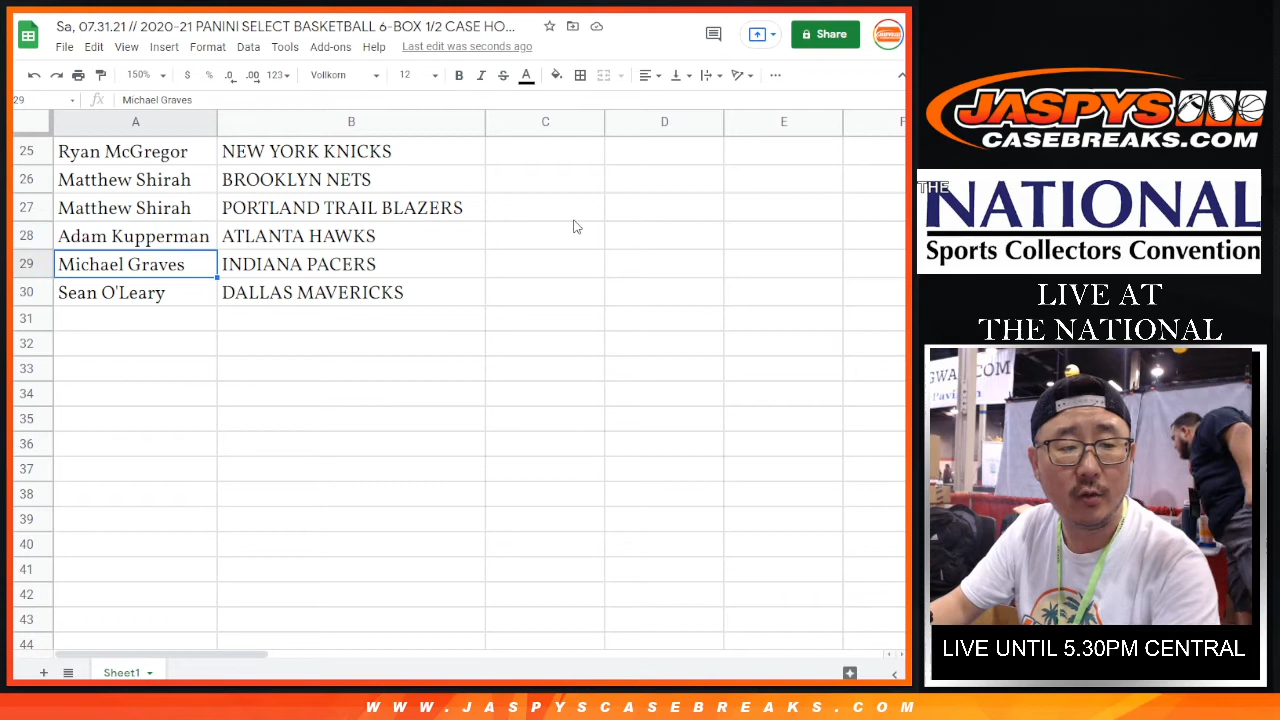 Sa, 07.31.21 // 2020-21 PANINI SELECT BASKETBALL 6-BOX 1/2 CASE HO...
File Edit View Insert Format Data Tools Add-ons Help Last edit was seconds ago
Share
150% $ % .0 .00 123 Vollkorn 12 B I S A
29 fx Michael Graves
A B C D E F
25 Ryan McGregor NEW YORK KNICKS
26 Matthew Shirah BROOKLYN NETS
27 Matthew Shirah PORTLAND TRAIL BLAZERS
28 Adam Kupperman ATLANTA HAWKS
29 Michael Graves INDIANA PACERS
30 Sean O'Leary DALLAS MAVERICKS
31
32
33
34
35
36
37
38
39
40
41
42
43
44
Sheet1
JASPYS
CASEBREAKS.COM
THE
NATIONAL
Sports Collectors Convention
LIVE AT
THE NATIONAL
GWA .COM
Pavilion
LIVE UNTIL 5.30PM CENTRAL
WWW.JASPYSCASEBREAKS.COM